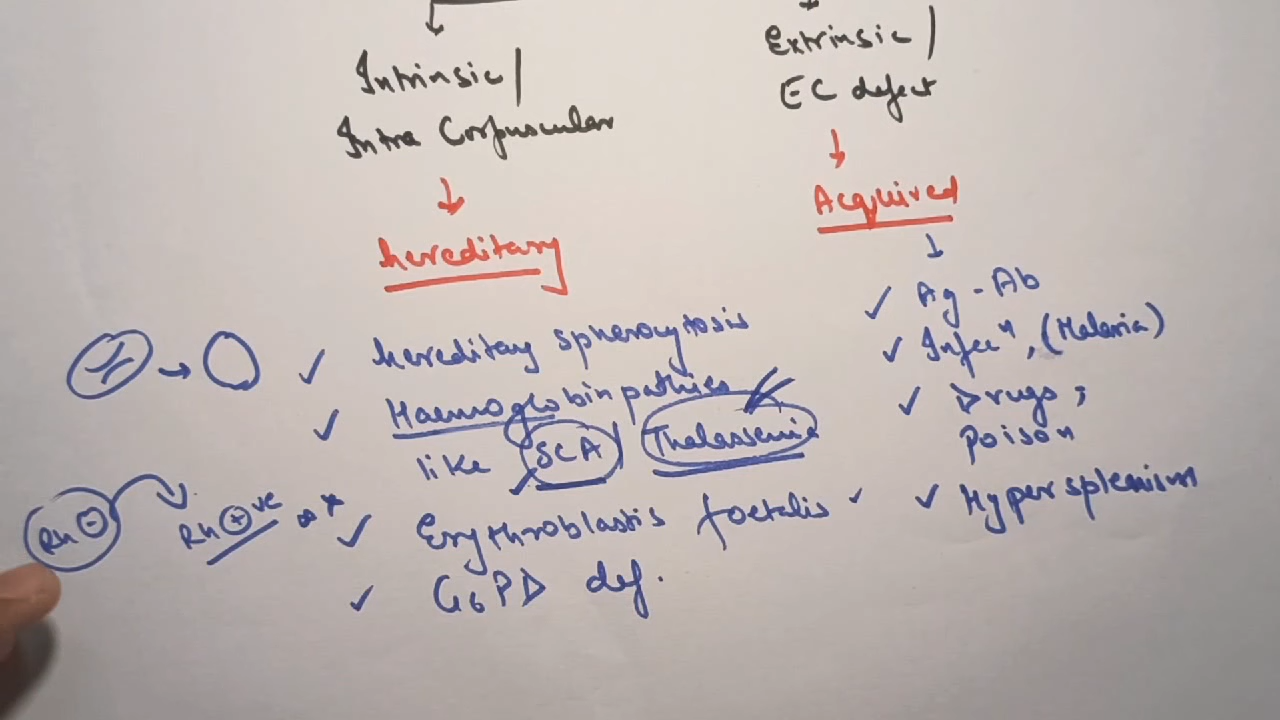 Intrinsic/
Intra Corpuscular
hereditary
hereditary spherocytosis
Haemoglobinpathies
like SCA/ Thalassemia
Erythroblastis foetalis
G6PD def.
Rh - Rh +ve
Extrinsic/
EC defect
Acquired
Ag-Ab
Infecⁿ, (Malaria)
Drugs,
Poison
Hypersplenism